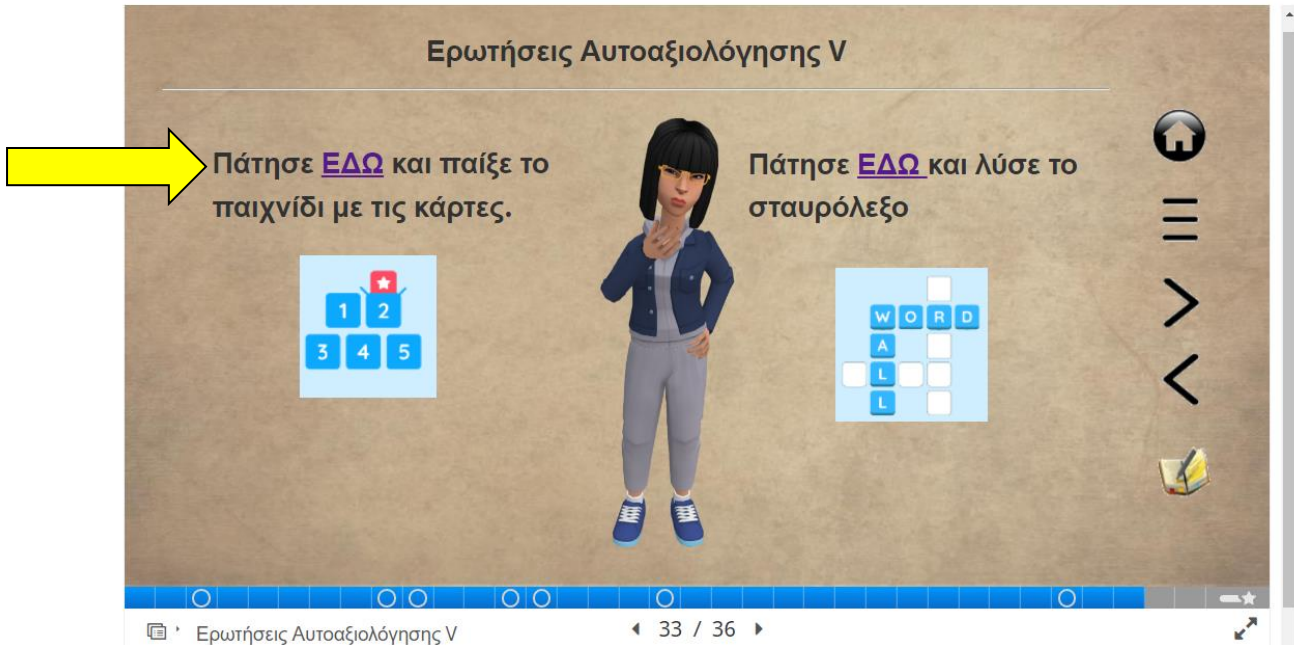 Ερωτήσεις Αυτοαξιολόγησης V
Πάτησε ΕΔΩ και παίξε το
παιχνίδι με τις κάρτες.
1 2
3 4 5
Πάτησε ΕΔΩ και λύσε το
σταυρόλεξο
W O R D
A
L
L
Ερωτήσεις Αυτοαξιολόγησης V
33 / 36